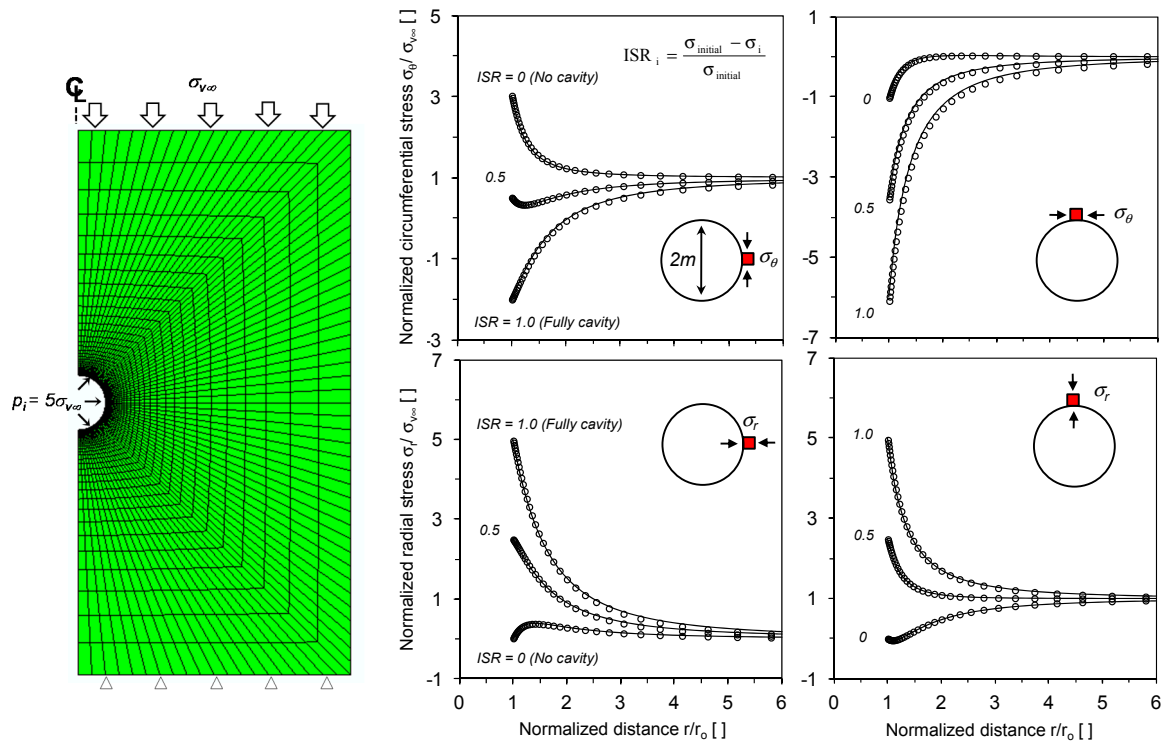 ℄
σv∞
pi = 5σv∞
Normalized circumferential stress σθ/ σv∞ [ ]
5
3
1
-1
-3
ISRi = (σinitial − σi) / σinitial
ISR = 0 (No cavity)
0.5
2m
σθ
ISR = 1.0 (Fully cavity)
1
-1
-3
-5
-7
0
0.5
1.0
σθ
Normalized radial stress σr/ σv∞ [ ]
7
5
3
1
-1
ISR = 1.0 (Fully cavity)
0.5
σr
ISR = 0 (No cavity)
0 1 2 3 4 5 6
Normalized distance r/ro [ ]
7
5
3
1
-1
1.0
0.5
0
σr
0 1 2 3 4 5 6
Normalized distance r/ro [ ]